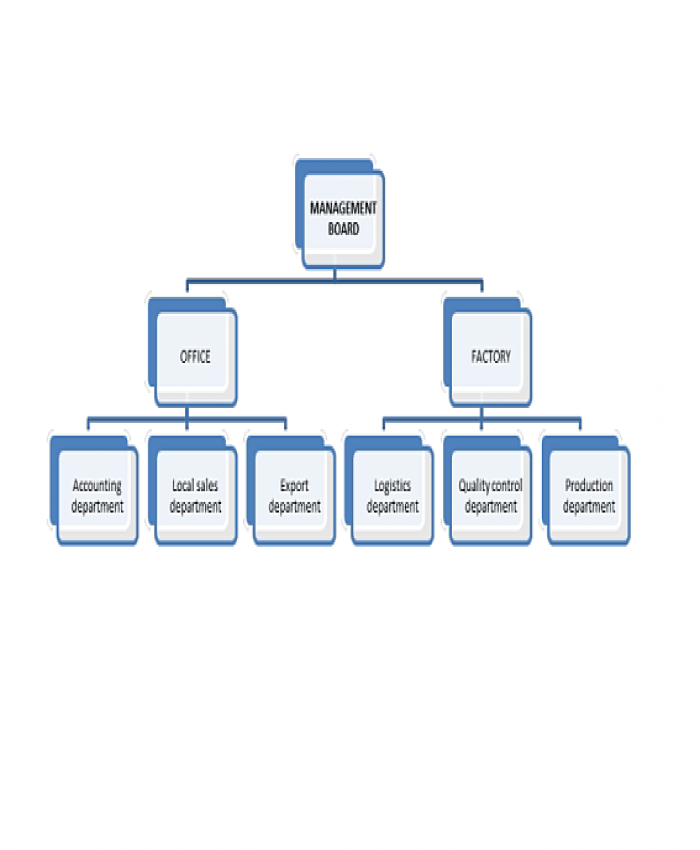 MANAGEMENT
BOARD
OFFICE
FACTORY
Accounting
department
Local sales
department
Export
department
Logistics
department
Quality control
department
Production
department